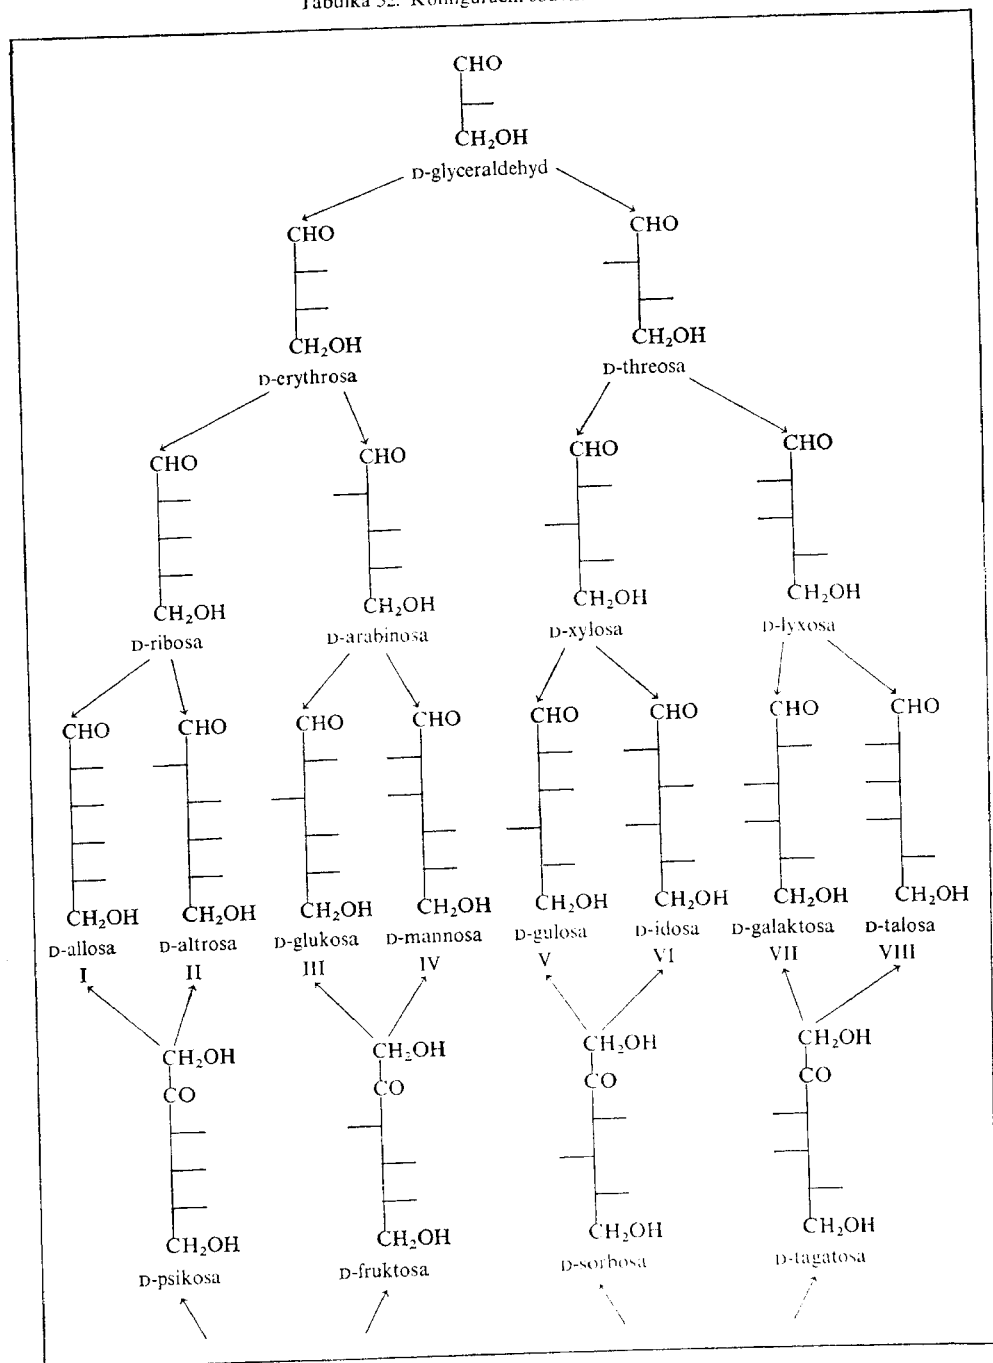 Tabulka 32.
CHO
CH₂OH
D-glyceraldehyd
CHO CHO
CH₂OH CH₂OH
D-erythrosa D-threosa
CHO CHO CHO CHO
CH₂OH CH₂OH CH₂OH CH₂OH
D-ribosa D-arabinosa D-xylosa D-lyxosa
CHO CHO CHO CHO CHO CHO CHO CHO
CH₂OH CH₂OH CH₂OH CH₂OH CH₂OH CH₂OH CH₂OH CH₂OH
D-allosa D-altrosa D-glukosa D-mannosa D-gulosa D-idosa D-galaktosa D-talosa
I II III IV V VI VII VIII
CH₂OH CH₂OH CH₂OH CH₂OH
CO CO CO CO
CH₂OH CH₂OH CH₂OH CH₂OH
D-psikosa D-fruktosa D-sorbosa D-tagatosa